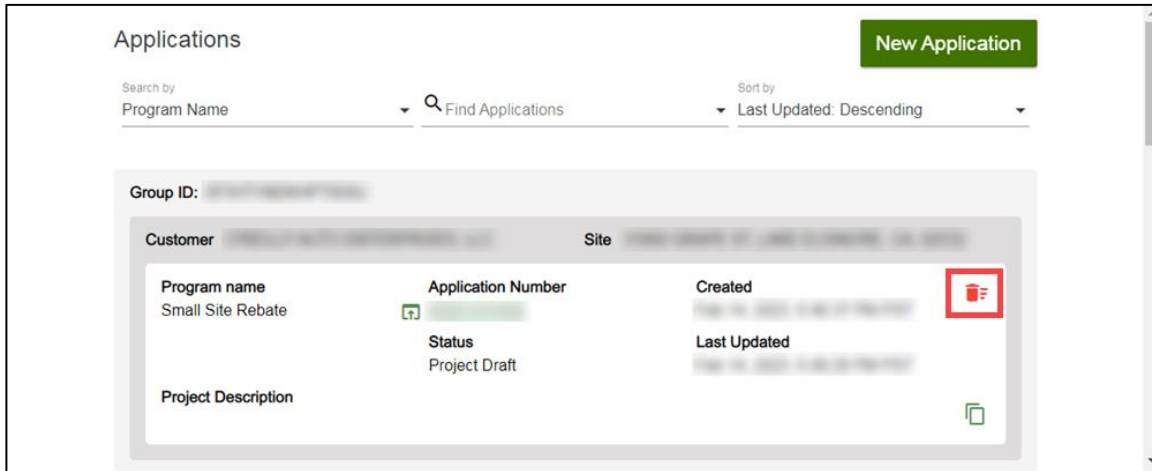 Applications
New Application
Search by
Program Name
Find Applications
Sort by
Last Updated: Descending
Group ID:
Customer
Site
Program name
Small Site Rebate
Application Number
Created
Status
Project Draft
Last Updated
Project Description